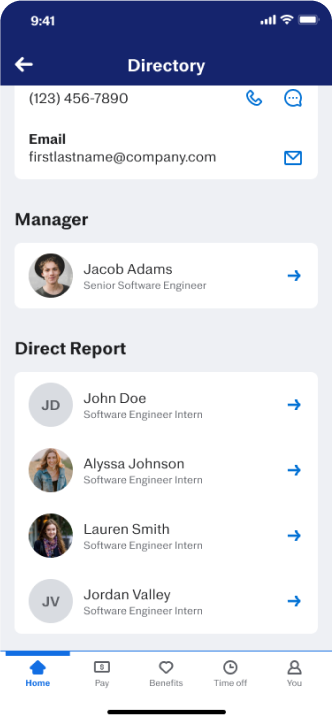 9:41
Directory
(123) 456-7890
Email
firstlastname@company.com
Manager
Jacob Adams
Senior Software Engineer
Direct Report
JD
John Doe
Software Engineer Intern
Alyssa Johnson
Software Engineer Intern
Lauren Smith
Software Engineer Intern
JV
Jordan Valley
Software Engineer Intern
Home
$
Pay
Benefits
Time off
You